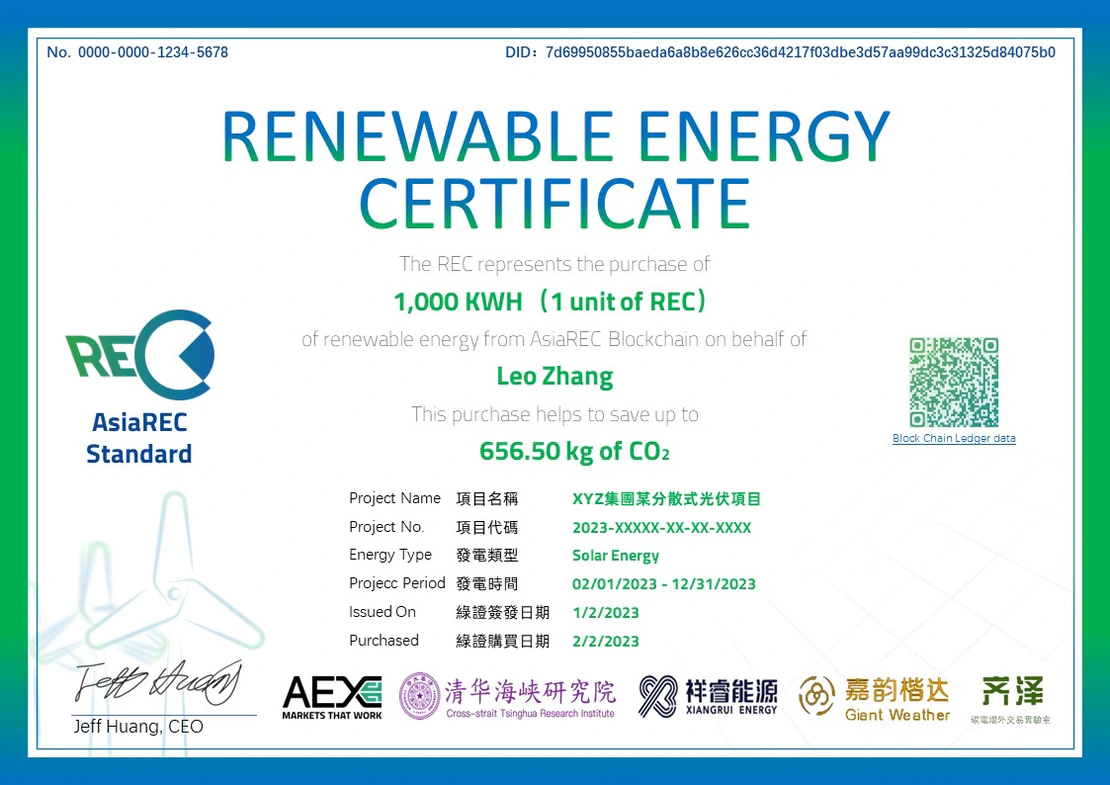 No. 0000-0000-1234-5678
DID：7d69950855baeda6a8b8e626cc36d4217f03dbe3d57aa99dc3c31325d84075b0
RENEWABLE ENERGY
CERTIFICATE
The REC represents the purchase of
1,000 KWH（1 unit of REC）
of renewable energy from AsiaREC Blockchain on behalf of
Leo Zhang
This purchase helps to save up to
656.50 kg of CO₂
REC
AsiaREC
Standard
Block Chain Ledger data
Project Name 項目名稱 XYZ集團某分散式光伏項目
Project No. 項目代碼 2023-XXXXX-XX-XX-XXXX
Energy Type 發電類型 Solar Energy
Projecc Period 發電時間 02/01/2023 - 12/31/2023
Issued On 綠證簽發日期 1/2/2023
Purchased 綠證購買日期 2/2/2023
Jeff Huang
Jeff Huang, CEO
AEX
MARKETS THAT WORK
清华海峡研究院
Cross-strait Tsinghua Research Institute
祥睿能源
XIANGRUI ENERGY
嘉韵楷达
Giant Weather
齐泽
碳電場外交易實驗室